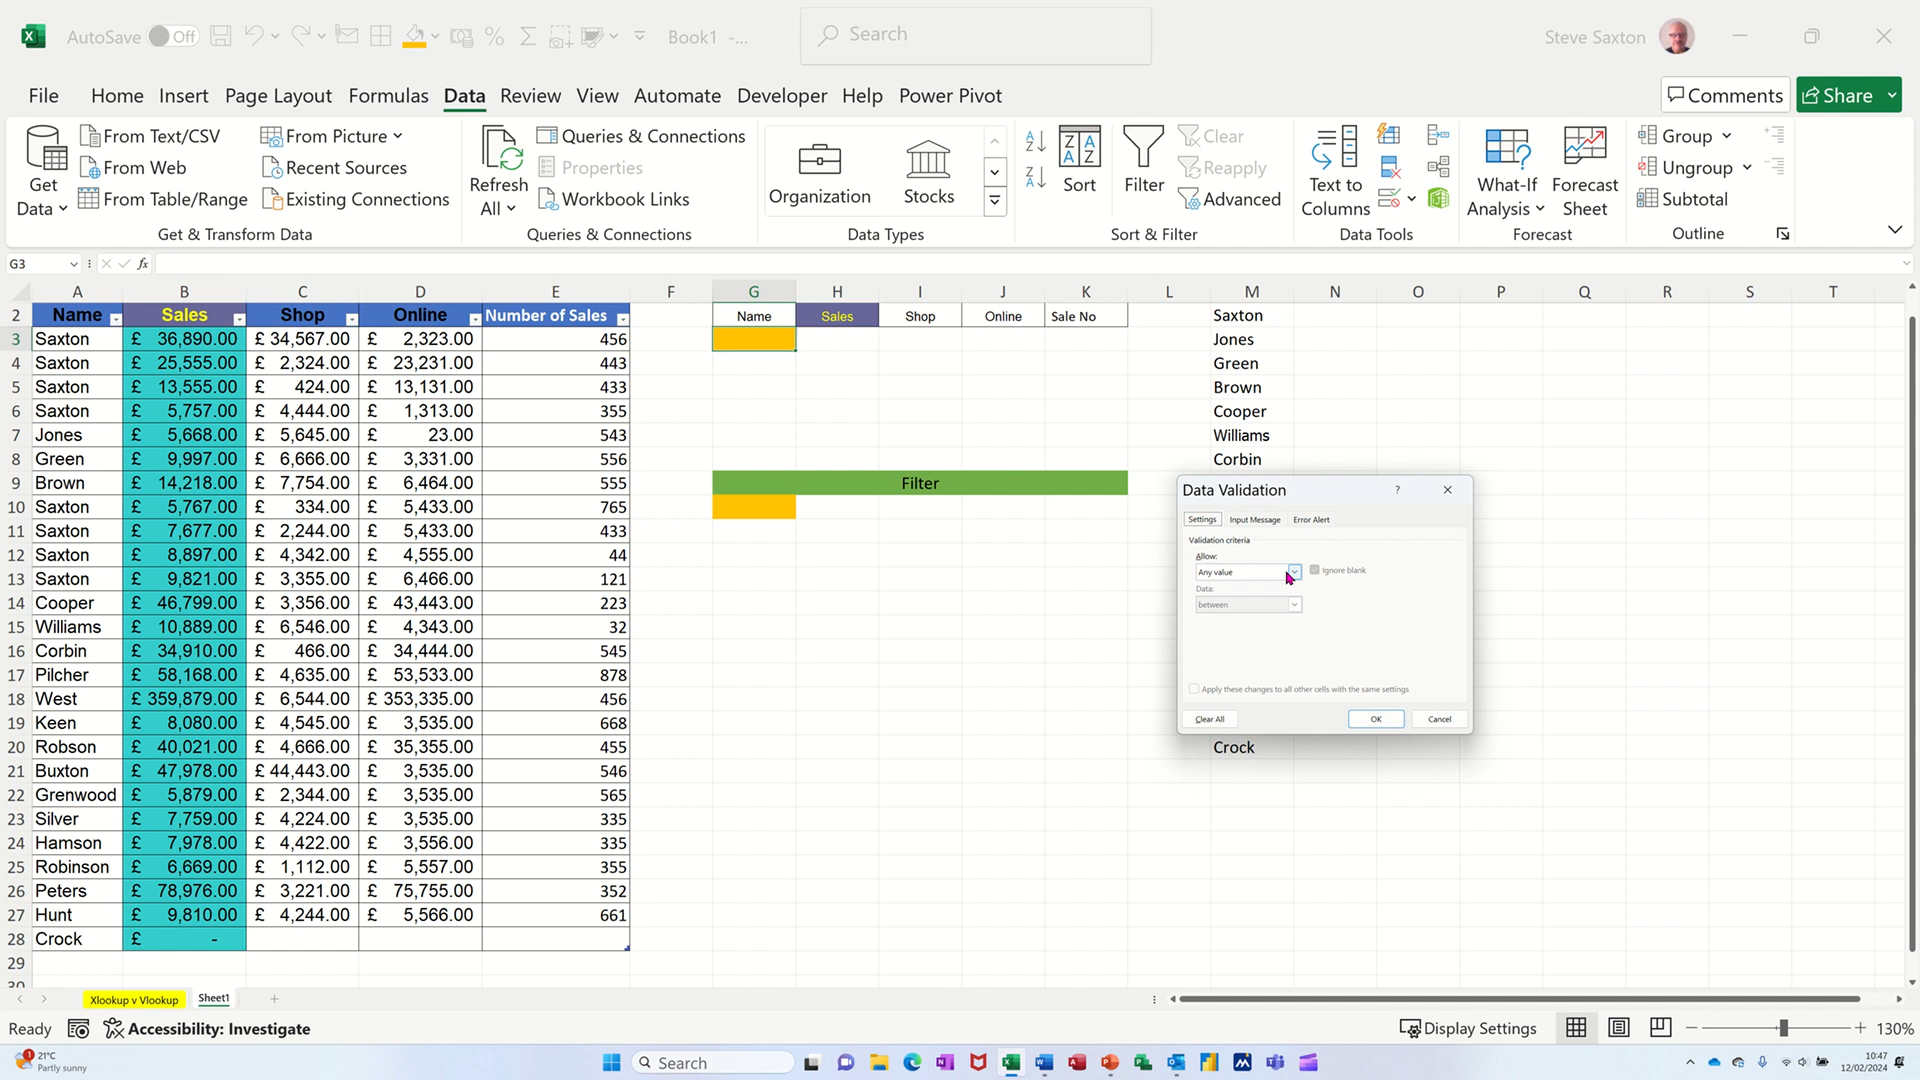 AutoSave Off Book1 -... Search Steve Saxton
File Home Insert Page Layout Formulas Data Review View Automate Developer Help Power Pivot Comments Share
Get Data
From Text/CSV
From Web
From Table/Range
From Picture
Recent Sources
Existing Connections
Get & Transform Data
Refresh All
Queries & Connections
Properties
Workbook Links
Queries & Connections
Organization Stocks
Data Types
Sort
Filter
Clear
Reapply
Advanced
Sort & Filter
Text to Columns
Data Tools
What-If Analysis
Forecast Sheet
Forecast
Group
Ungroup
Subtotal
Outline
G3 fx
A B C D E F G H I J K L M N O P Q R S T
2 Name Sales Shop Online Number of Sales Name Sales Shop Online Sale No Saxton
3 Saxton £ 36,890.00 £ 34,567.00 £ 2,323.00 456 Jones
4 Saxton £ 25,555.00 £ 2,324.00 £ 23,231.00 443 Green
5 Saxton £ 13,555.00 £ 424.00 £ 13,131.00 433 Brown
6 Saxton £ 5,757.00 £ 4,444.00 £ 1,313.00 355 Cooper
7 Jones £ 5,668.00 £ 5,645.00 £ 23.00 543 Williams
8 Green £ 9,997.00 £ 6,666.00 £ 3,331.00 556 Corbin
9 Brown £ 14,218.00 £ 7,754.00 £ 6,464.00 555 Filter
10 Saxton £ 5,767.00 £ 334.00 £ 5,433.00 765
11 Saxton £ 7,677.00 £ 2,244.00 £ 5,433.00 433
12 Saxton £ 8,897.00 £ 4,342.00 £ 4,555.00 44
13 Saxton £ 9,821.00 £ 3,355.00 £ 6,466.00 121
14 Cooper £ 46,799.00 £ 3,356.00 £ 43,443.00 223
15 Williams £ 10,889.00 £ 6,546.00 £ 4,343.00 32
16 Corbin £ 34,910.00 £ 466.00 £ 34,444.00 545
17 Pilcher £ 58,168.00 £ 4,635.00 £ 53,533.00 878
18 West £ 359,879.00 £ 6,544.00 £ 353,335.00 456
19 Keen £ 8,080.00 £ 4,545.00 £ 3,535.00 668
20 Robson £ 40,021.00 £ 4,666.00 £ 35,355.00 455 Crock
21 Buxton £ 47,978.00 £ 44,443.00 £ 3,535.00 546
22 Grenwood £ 5,879.00 £ 2,344.00 £ 3,535.00 565
23 Silver £ 7,759.00 £ 4,224.00 £ 3,535.00 335
24 Hamson £ 7,978.00 £ 4,422.00 £ 3,556.00 335
25 Robinson £ 6,669.00 £ 1,112.00 £ 5,557.00 355
26 Peters £ 78,976.00 £ 3,221.00 £ 75,755.00 352
27 Hunt £ 9,810.00 £ 4,244.00 £ 5,566.00 661
28 Crock £ -
29
30
Data Validation ?
Settings Input Message Error Alert
Validation criteria
Allow:
Any value Ignore blank
Data:
between
Apply these changes to all other cells with the same settings
Clear All OK Cancel
Xlookup v Vlookup Sheet1
Ready Accessibility: Investigate Display Settings 130%
1 21°C
Partly sunny
Search
10:47
12/02/2024